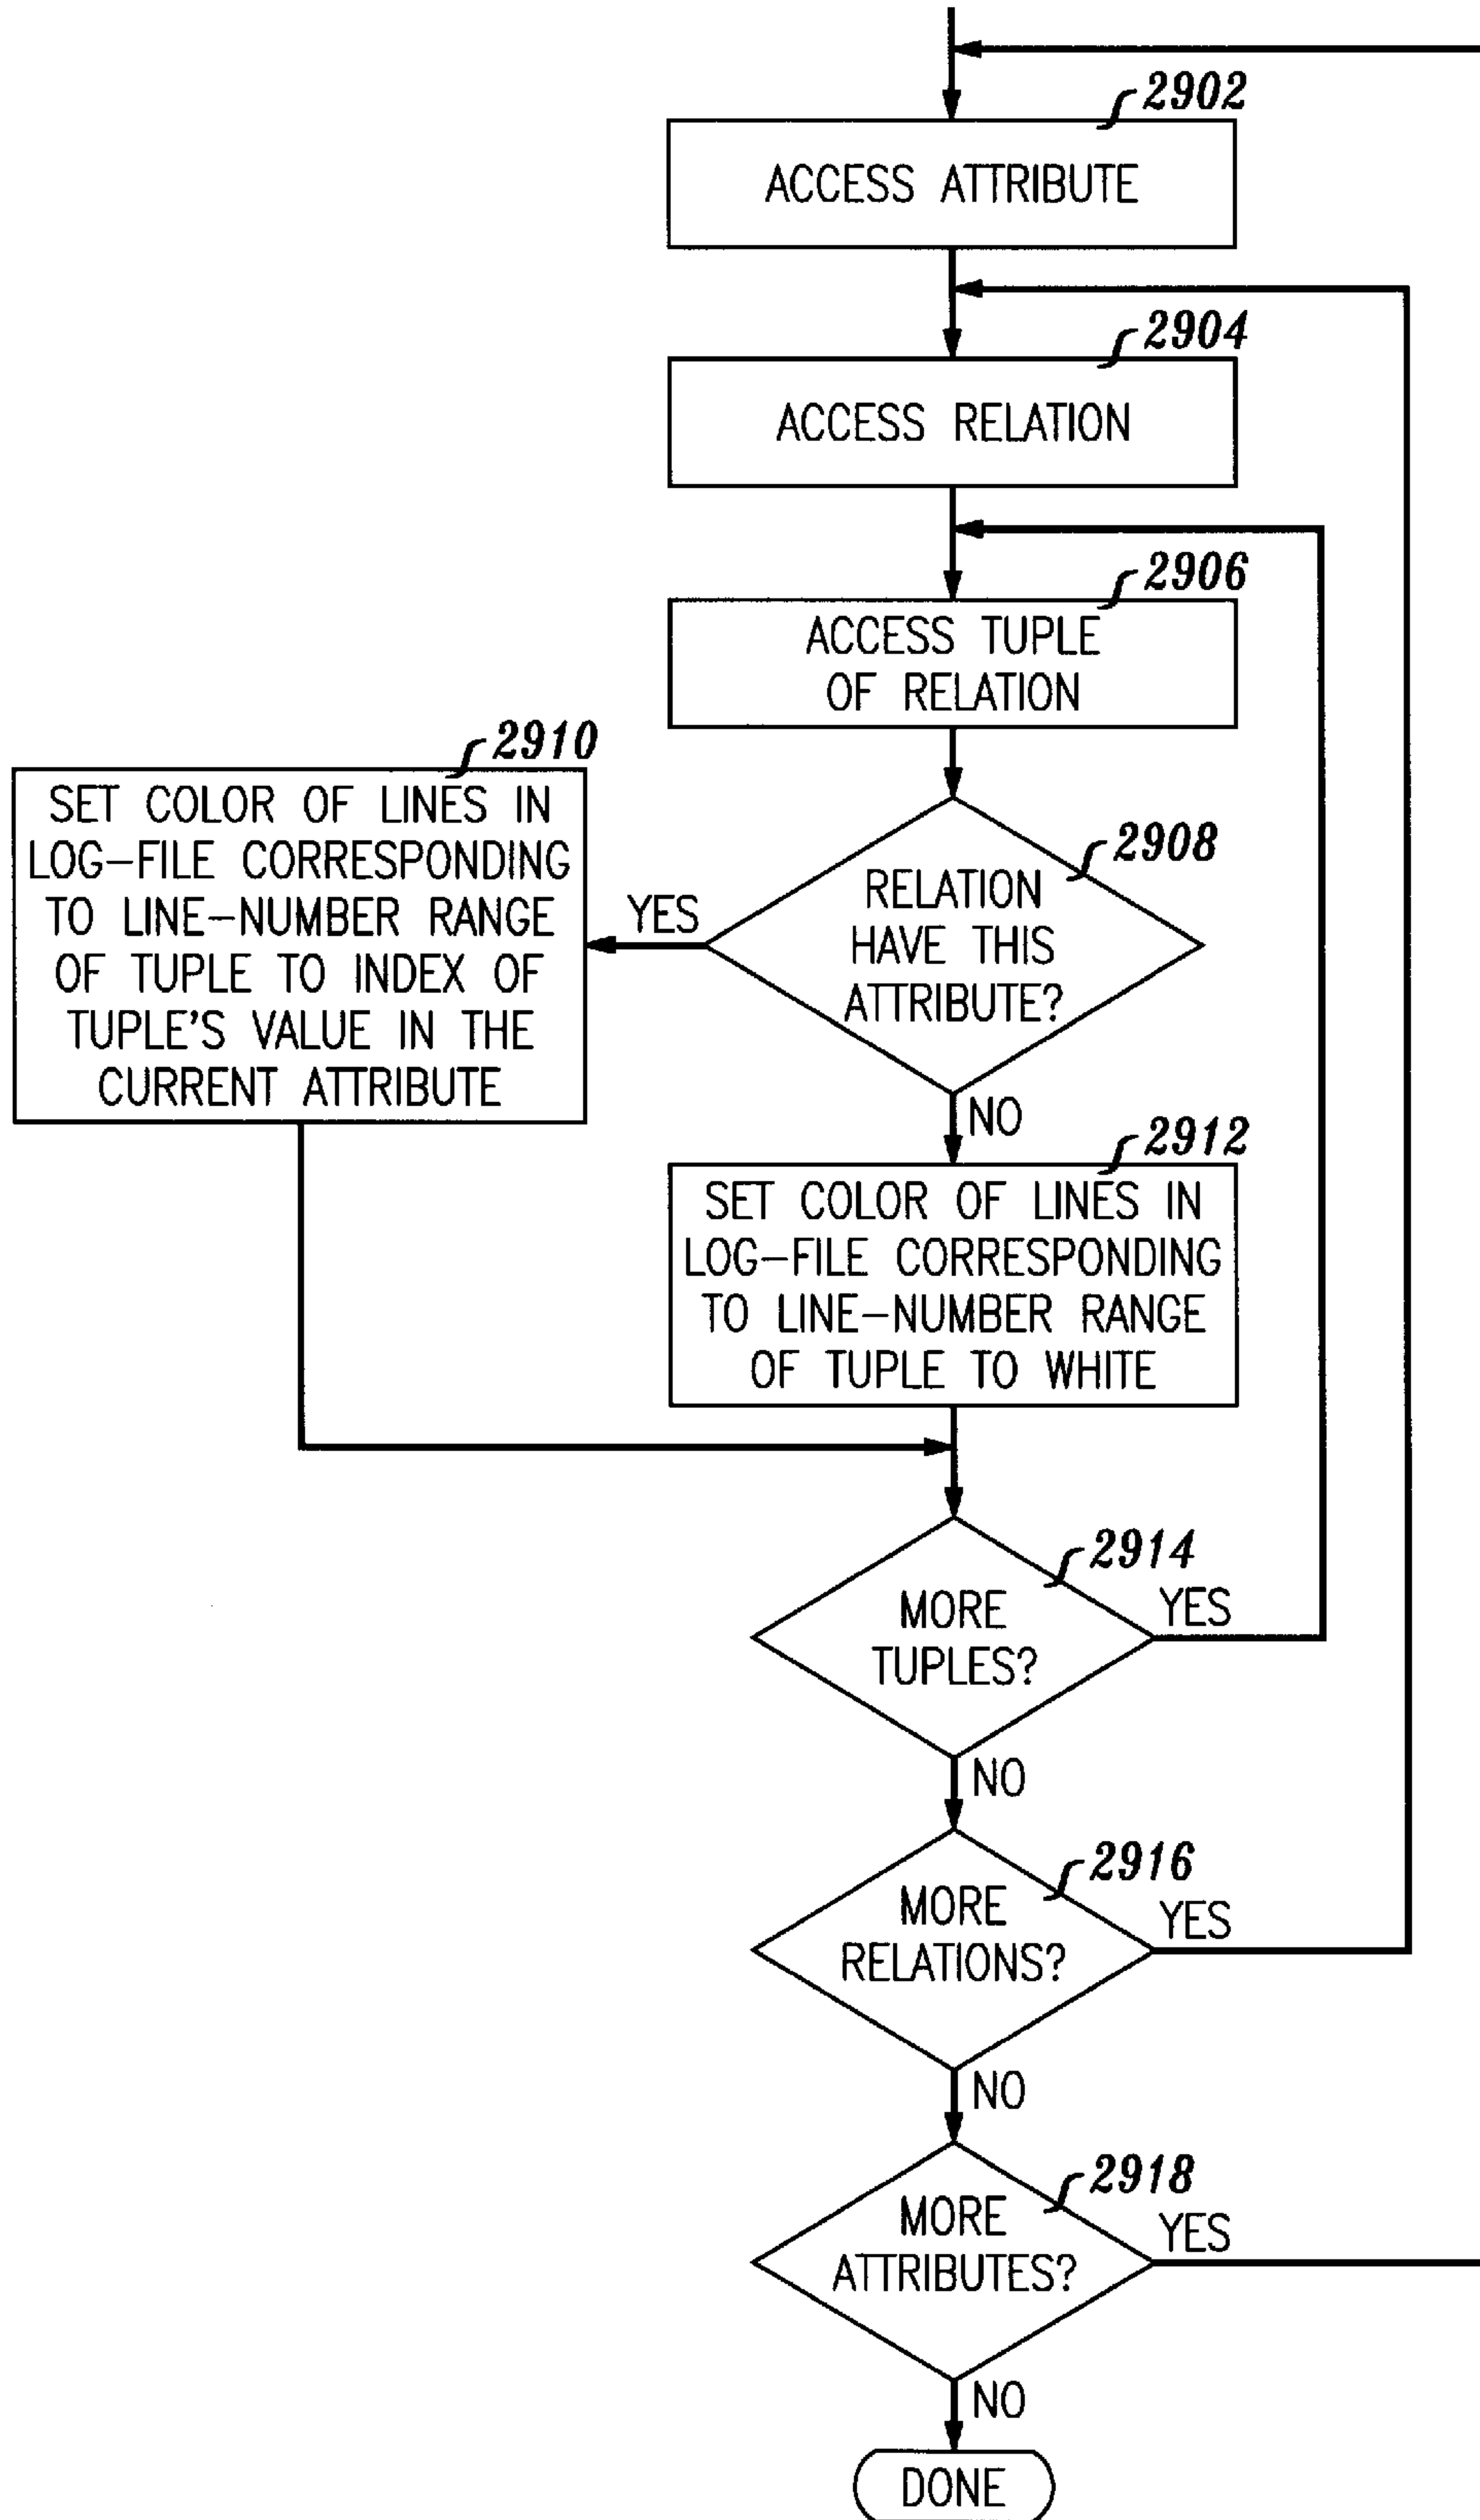 2902
ACCESS ATTRIBUTE
2904
ACCESS RELATION
2906
ACCESS TUPLE
OF RELATION
2908
RELATION
HAVE THIS
ATTRIBUTE?
YES
2910
SET COLOR OF LINES IN
LOG-FILE CORRESPONDING
TO LINE-NUMBER RANGE
OF TUPLE TO INDEX OF
TUPLE'S VALUE IN THE
CURRENT ATTRIBUTE
NO
2912
SET COLOR OF LINES IN
LOG-FILE CORRESPONDING
TO LINE-NUMBER RANGE
OF TUPLE TO WHITE
2914
MORE
TUPLES?
YES
NO
2916
MORE
RELATIONS?
YES
NO
2918
MORE
ATTRIBUTES?
YES
NO
DONE